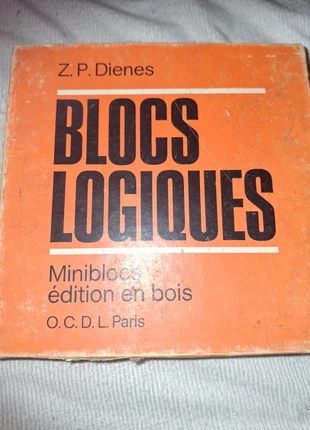 Z. P. Dienes
BLOCS
LOGIQUES
Miniblocs
édition en bois
O. C. D. L. Paris